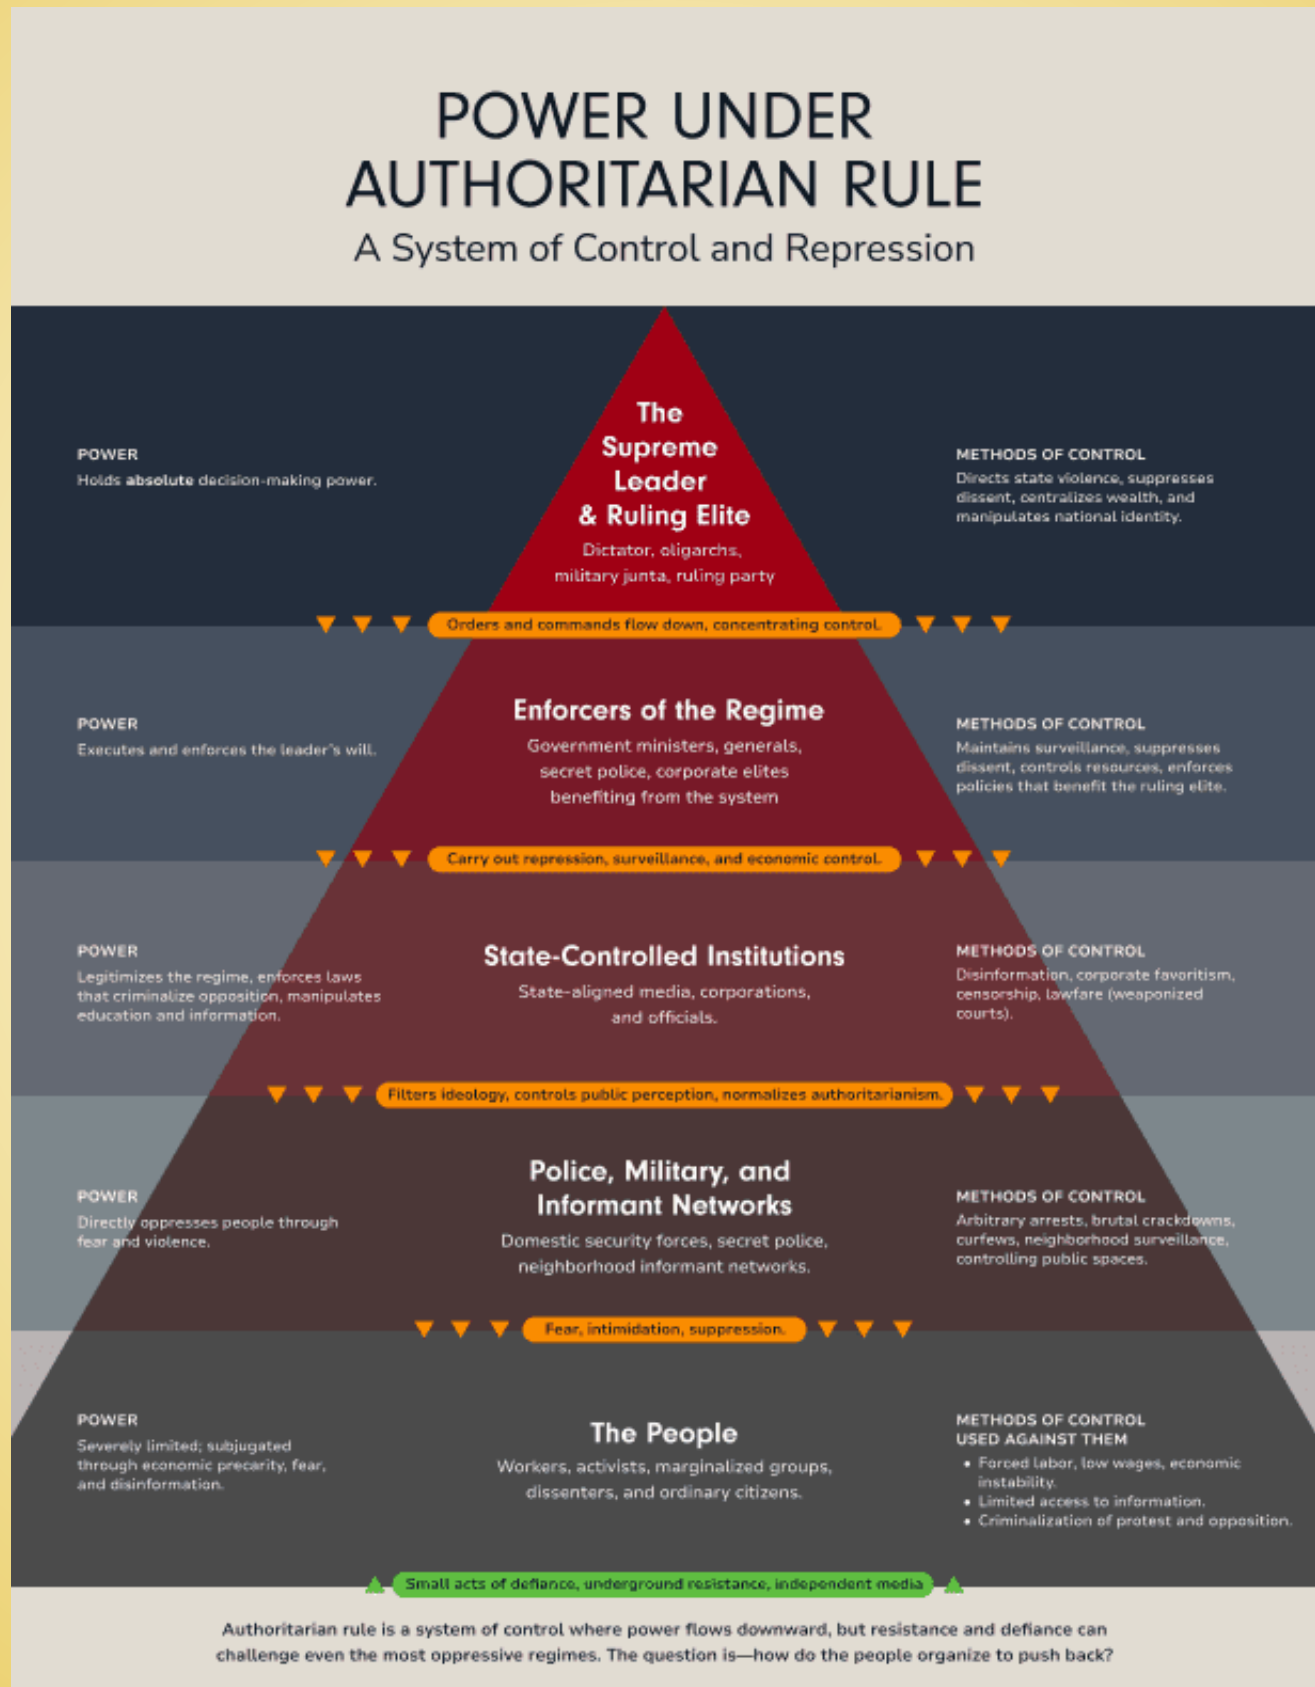 POWER UNDER
AUTHORITARIAN RULE
A System of Control and Repression
The
Supreme
Leader
& Ruling Elite
Dictator, oligarchs,
military junta, ruling party
POWER
Holds absolute decision-making power.
METHODS OF CONTROL
Directs state violence, suppresses
dissent, centralizes wealth, and
manipulates national identity.
Orders and commands flow down, concentrating control.
POWER
Executes and enforces the leader's will.
Enforcers of the Regime
Government ministers, generals,
secret police, corporate elites
benefiting from the system
METHODS OF CONTROL
Maintains surveillance, suppresses
dissent, controls resources, enforces
policies that benefit the ruling elite.
Carry out repression, surveillance, and economic control.
POWER
Legitimizes the regime, enforces laws
that criminalize opposition, manipulates
education and information.
State-Controlled Institutions
State-aligned media, corporations,
and officials.
METHODS OF CONTROL
Disinformation, corporate favoritism,
censorship, lawfare (weaponized
courts).
Filters ideology, controls public perception, normalizes authoritarianism.
POWER
Directly oppresses people through
fear and violence.
Police, Military, and
Informant Networks
Domestic security forces, secret police,
neighborhood informant networks.
METHODS OF CONTROL
Arbitrary arrests, brutal crackdowns,
curfews, neighborhood surveillance,
controlling public spaces.
Fear, intimidation, suppression.
POWER
Severely limited; subjugated
through economic precarity, fear,
and disinformation.
The People
Workers, activists, marginalized groups,
dissenters, and ordinary citizens.
METHODS OF CONTROL
USED AGAINST THEM
• Forced labor, low wages, economic
instability.
• Limited access to information.
• Criminalization of protest and opposition.
Small acts of defiance, underground resistance, independent media
Authoritarian rule is a system of control where power flows downward, but resistance and defiance can
challenge even the most oppressive regimes. The question is—how do the people organize to push back?